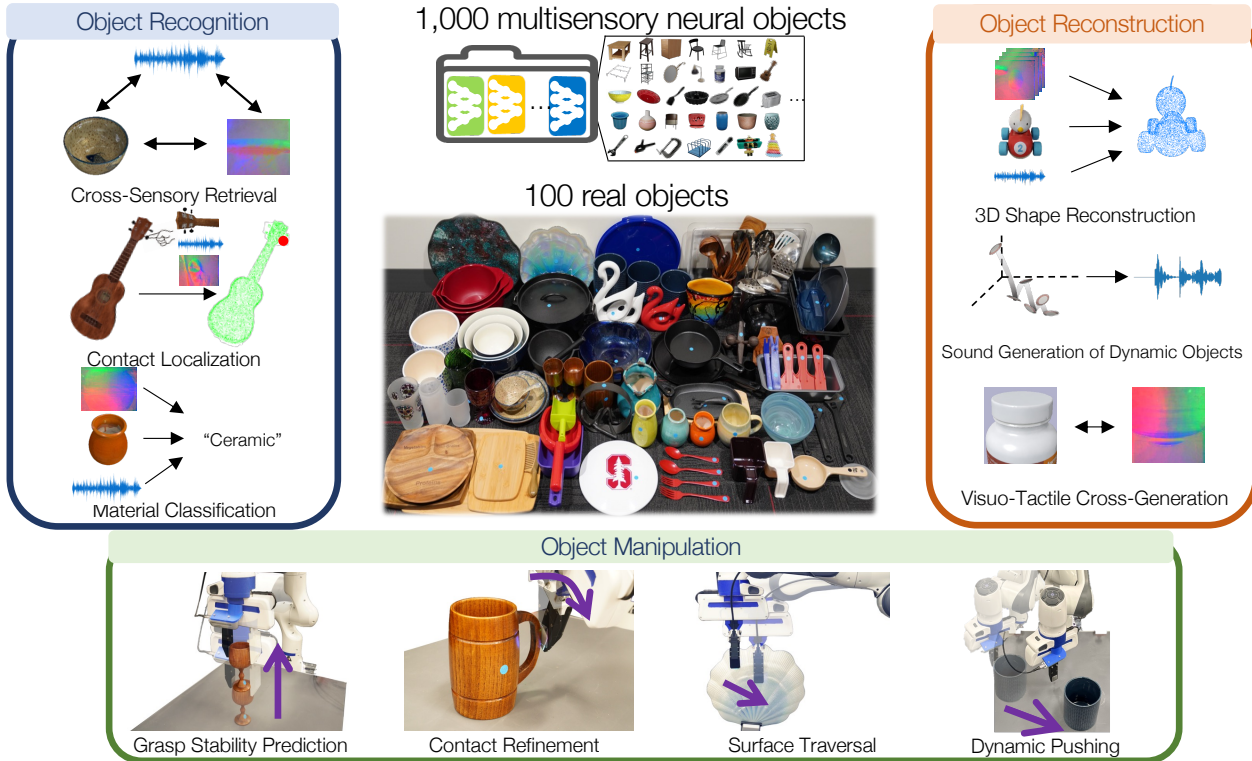 Object Recognition
Cross-Sensory Retrieval
Contact Localization
“Ceramic”
Material Classification
1,000 multisensory neural objects
...
...
100 real objects
S
Object Reconstruction
2
3D Shape Reconstruction
Sound Generation of Dynamic Objects
Visuo-Tactile Cross-Generation
Object Manipulation
Grasp Stability Prediction
Contact Refinement
Surface Traversal
Dynamic Pushing